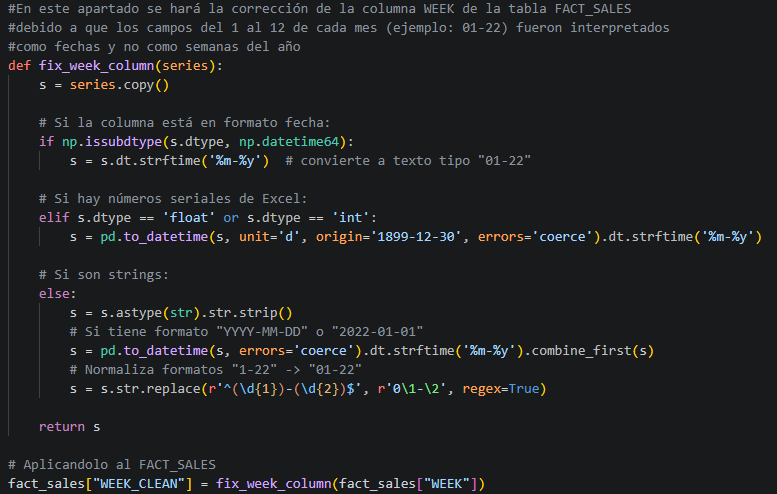 #En este apartado se hará la corrección de la columna WEEK de la tabla FACT_SALES
#debido a que los campos del 1 al 12 de cada mes (ejemplo: 01-22) fueron interpretados
#como fechas y no como semanas del año
def fix_week_column(series):
    s = series.copy()

    # Si la columna está en formato fecha:
    if np.issubdtype(s.dtype, np.datetime64):
        s = s.dt.strftime('%m-%y')  # convierte a texto tipo "01-22"

    # Si hay números seriales de Excel:
    elif s.dtype == 'float' or s.dtype == 'int':
        s = pd.to_datetime(s, unit='d', origin='1899-12-30', errors='coerce').dt.strftime('%m-%y')

    # Si son strings:
    else:
        s = s.astype(str).str.strip()
        # Si tiene formato "YYYY-MM-DD" o "2022-01-01"
        s = pd.to_datetime(s, errors='coerce').dt.strftime('%m-%y').combine_first(s)
        # Normaliza formatos "1-22" -> "01-22"
        s = s.str.replace(r'^(\d{1})-(\d{2})$', r'0\1-\2', regex=True)

    return s

# Aplicandolo al FACT_SALES
fact_sales["WEEK_CLEAN"] = fix_week_column(fact_sales["WEEK"])